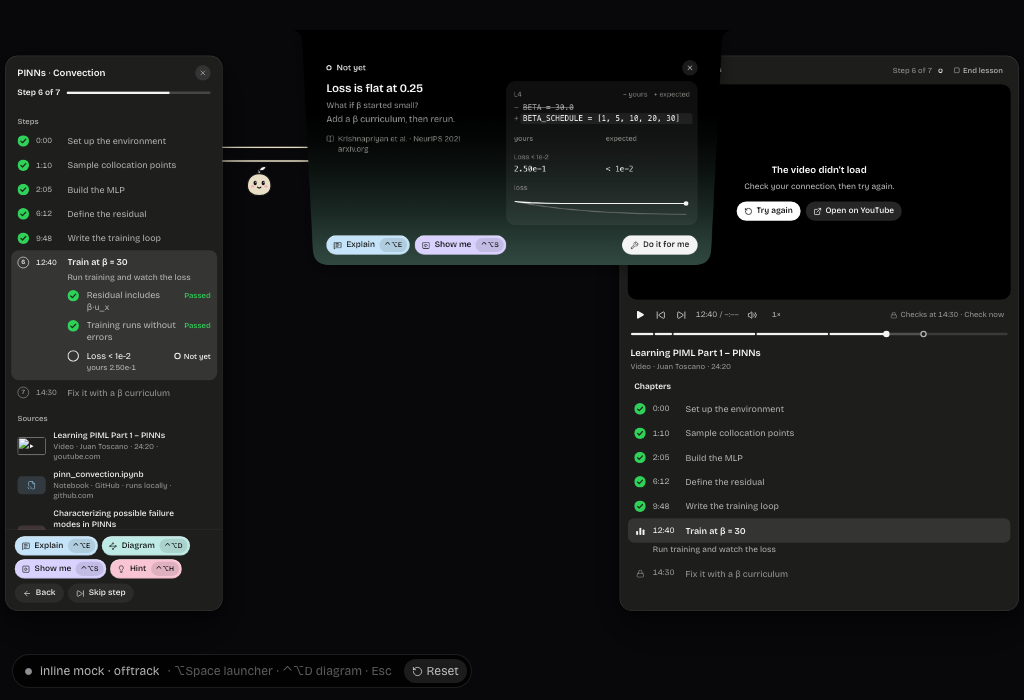 PINNs · Convection
Step 6 of 7
Steps
0:00 Set up the environment
1:10 Sample collocation points
2:05 Build the MLP
6:12 Define the residual
9:48 Write the training loop
6 12:40 Train at β = 30
Run training and watch the loss
Residual includes Passed
β·u_x
Training runs without Passed
errors
Loss < 1e-2 Not yet
yours 2.50e-1
7 14:30 Fix it with a β curriculum
Sources
Learning PIML Part 1 – PINNs
Video · Juan Toscano · 24:20 ·
youtube.com
pinn_convection.ipynb
Notebook · GitHub · runs locally ·
github.com
Characterizing possible failure
modes in PINNs
Explain ^⌥E Diagram ^⌥D
Show me ^⌥S Hint ^⌥H
Back Skip step
Not yet
Loss is flat at 0.25
What if β started small?
Add a β curriculum, then rerun.
Krishnapriyan et al. · NeurIPS 2021
arxiv.org
L4 − yours + expected
− BETA = 30.0
+ BETA_SCHEDULE = [1, 5, 10, 20, 30]
yours expected
Loss < 1e-2
2.50e-1 < 1e-2
loss
Explain ^⌥E Show me ^⌥S Do it for me
Step 6 of 7 End lesson
The video didn't load
Check your connection, then try again.
Try again Open on YouTube
12:40 / --:-- 1× Checks at 14:30 · Check now
Learning PIML Part 1 – PINNs
Video · Juan Toscano · 24:20
Chapters
0:00 Set up the environment
1:10 Sample collocation points
2:05 Build the MLP
6:12 Define the residual
9:48 Write the training loop
12:40 Train at β = 30
Run training and watch the loss
14:30 Fix it with a β curriculum
inline mock · offtrack · ⌥Space launcher · ^⌥D diagram · Esc Reset